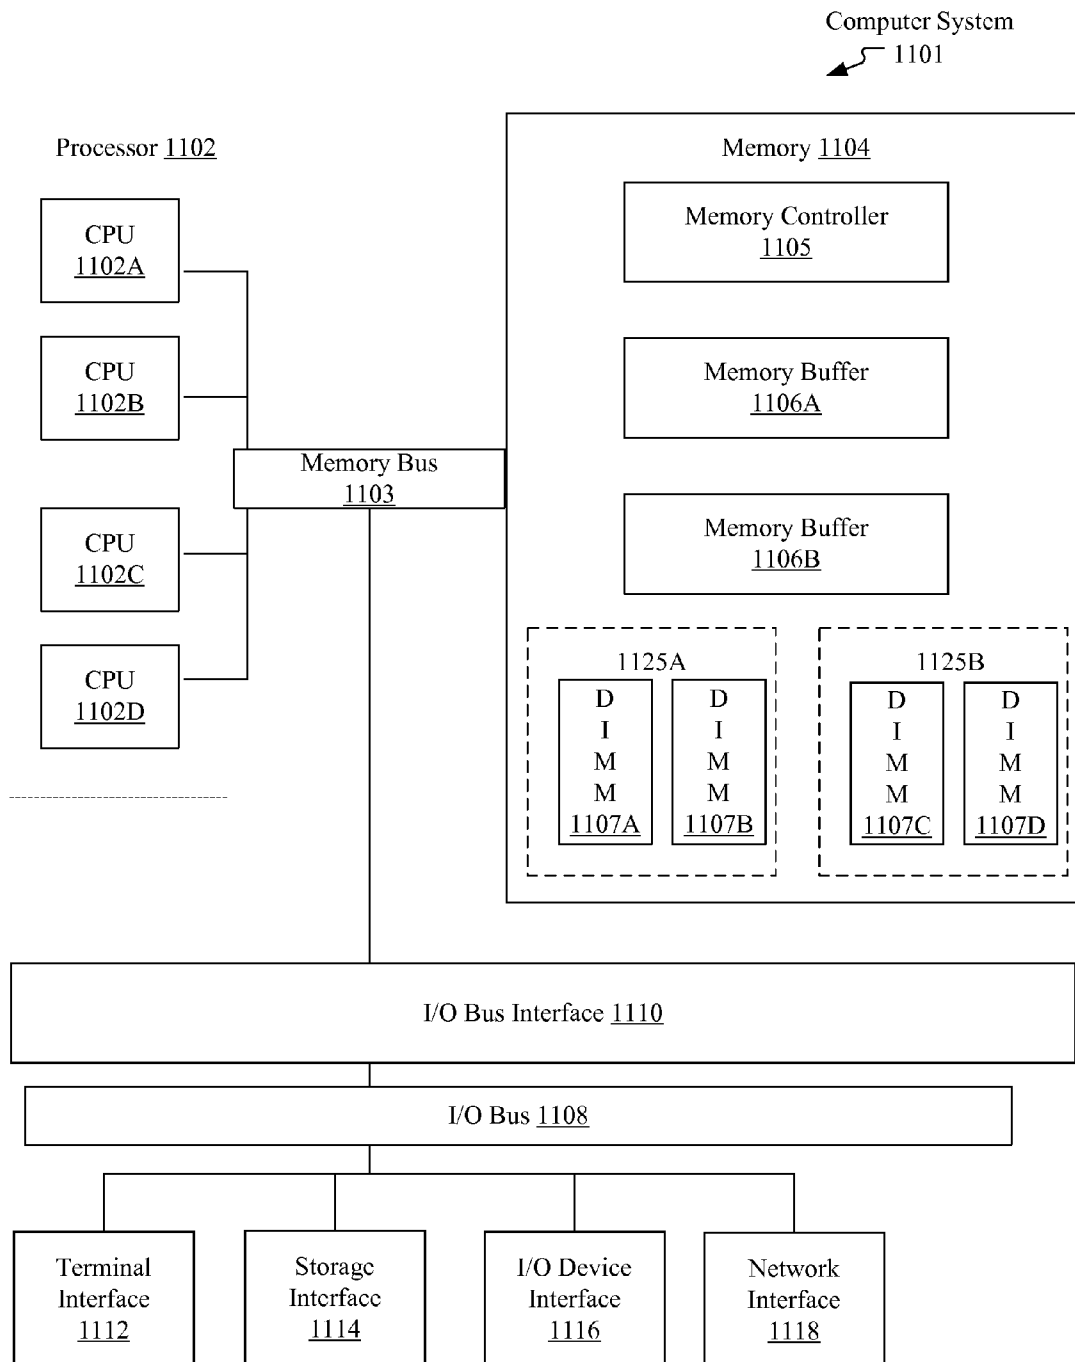 Computer System
1101
Processor 1102
CPU
1102A
CPU
1102B
CPU
1102C
CPU
1102D
Memory Bus
1103
Memory 1104
Memory Controller
1105
Memory Buffer
1106A
Memory Buffer
1106B
1125A
D
I
M
M
1107A
D
I
M
M
1107B
1125B
D
I
M
M
1107C
D
I
M
M
1107D
I/O Bus Interface 1110
I/O Bus 1108
Terminal
Interface
1112
Storage
Interface
1114
I/O Device
Interface
1116
Network
Interface
1118